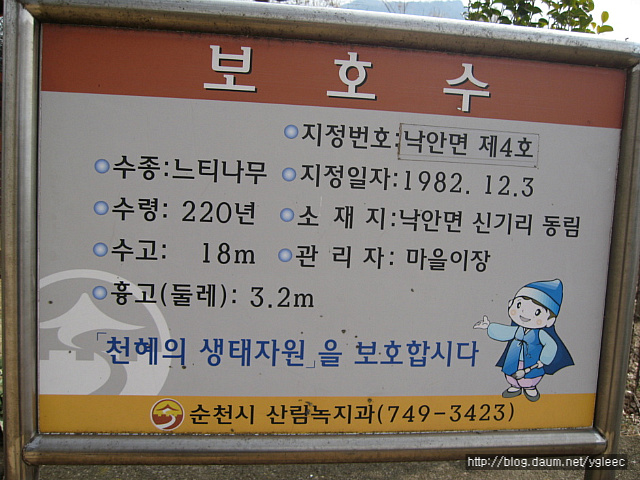 보호수
지정번호:낙안면 제4호
수종:느티나무 지정일자:1982. 12.3
수령: 220년 소 재 지:낙안면 신기리 동림
수고: 18m 관 리 자: 마을이장
흉고(둘레): 3.2m
「천혜의 생태자원」을 보호합시다
순천시 산림녹지과(749-3423)
http://blog.daum.net/ygleec